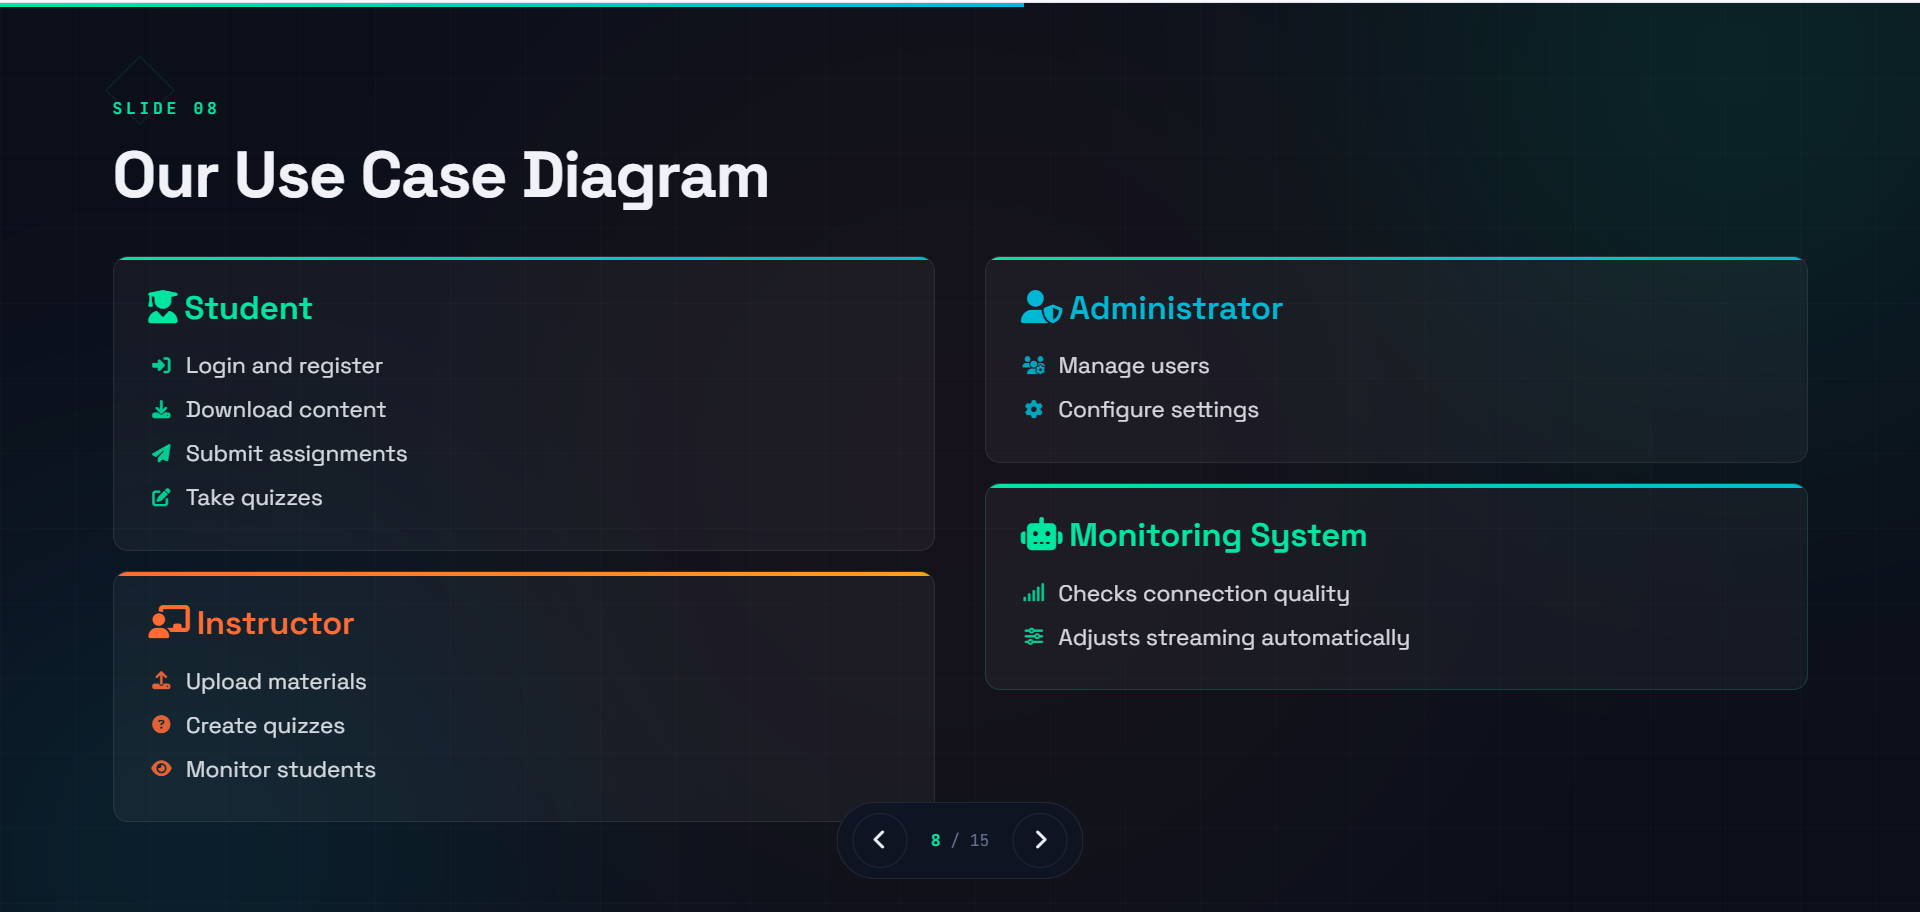 SLIDE 08
Our Use Case Diagram
Student
Login and register
Download content
Submit assignments
Take quizzes
Instructor
Upload materials
Create quizzes
Monitor students
Administrator
Manage users
Configure settings
Monitoring System
Checks connection quality
Adjusts streaming automatically
8 / 15